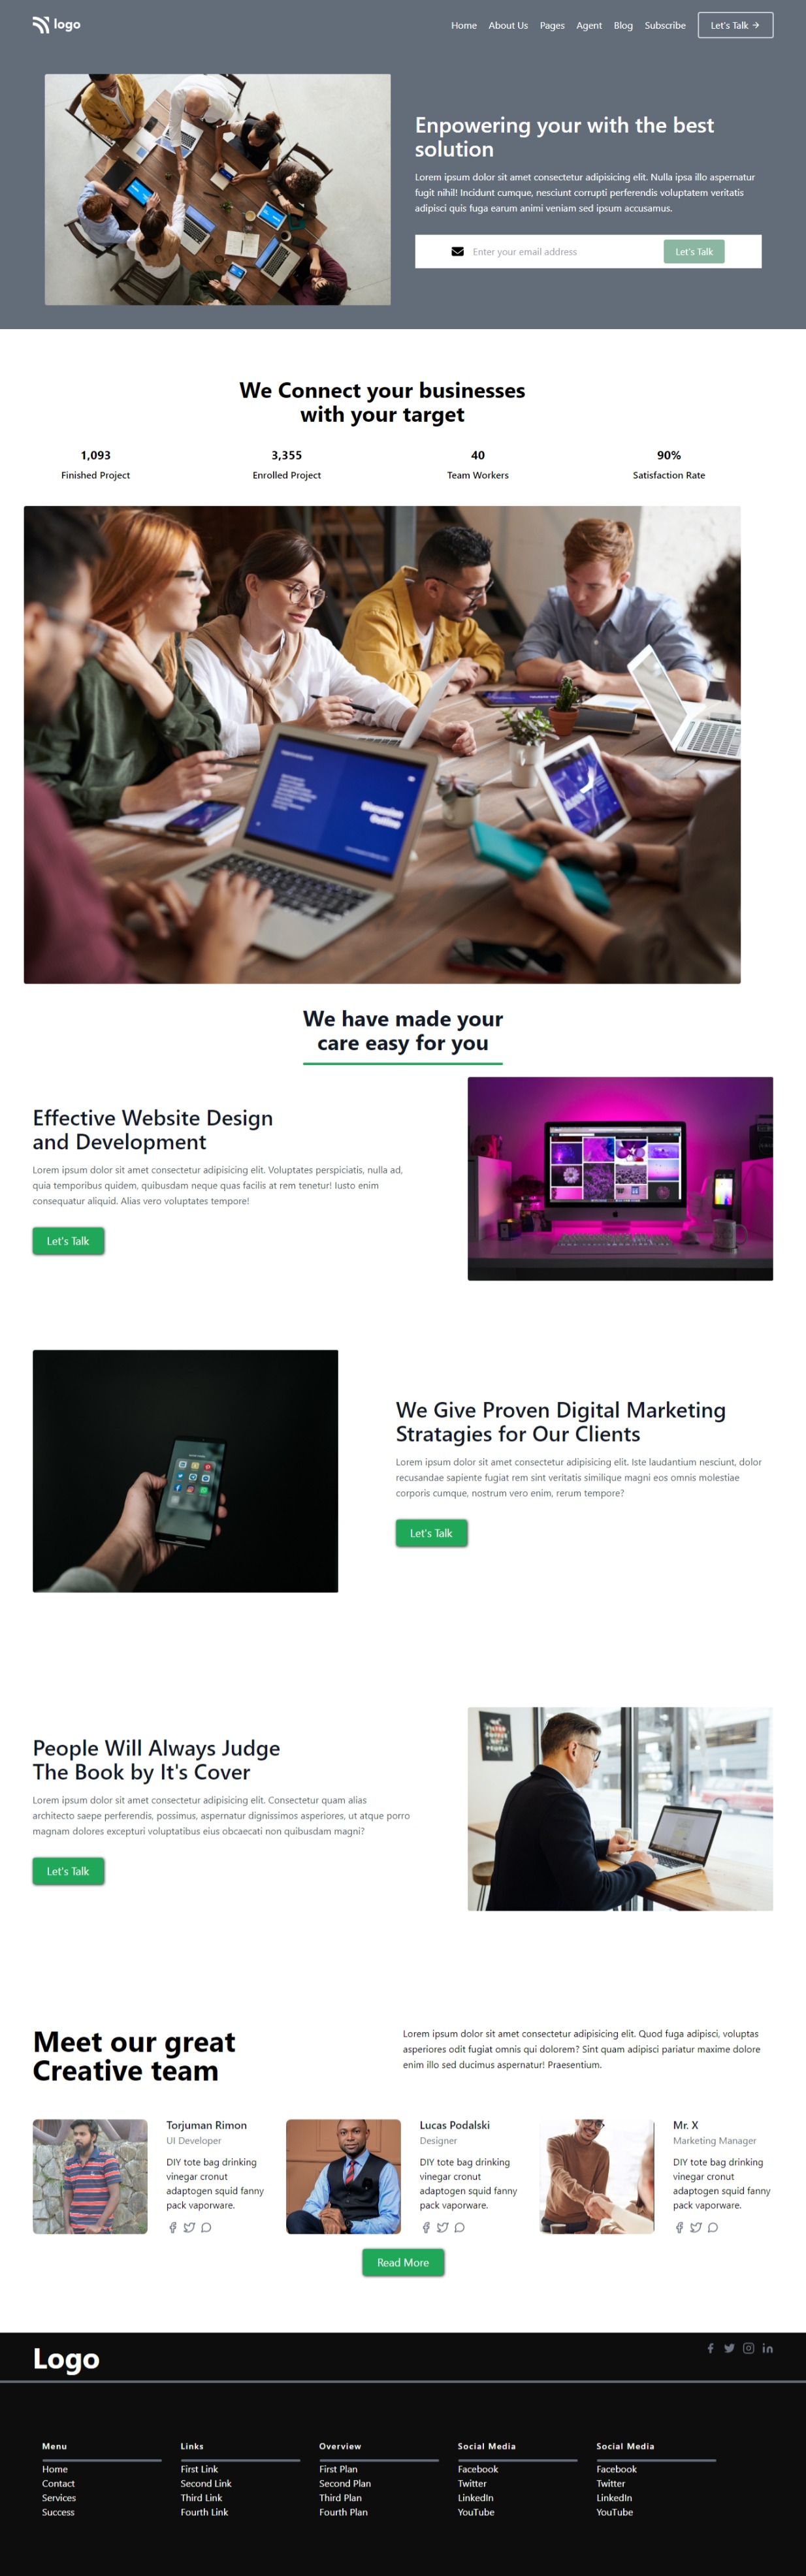 logo
Home About Us Pages Agent Blog Subscribe Let's Talk →
Enpowering your with the best
solution
Lorem ipsum dolor sit amet consectetur adipisicing elit. Nulla ipsa illo aspernatur
fugit nihil! Incidunt cumque, nesciunt corrupti perferendis voluptatem veritatis
adipisci quis fuga earum animi veniam sed ipsum accusamus.
Enter your email address Let's Talk
We Connect your businesses
with your target
1,093 3,355 40 90%
Finished Project Enrolled Project Team Workers Satisfaction Rate
Discussion
Outline
We have made your
care easy for you
Effective Website Design
and Development
Lorem ipsum dolor sit amet consectetur adipisicing elit. Voluptates perspiciatis, nulla ad,
quia temporibus quidem, quibusdam neque quas facilis at rem tenetur! Iusto enim
consequatur aliquid. Alias vero voluptates tempore!
Let's Talk
We Give Proven Digital Marketing
Stratagies for Our Clients
Lorem ipsum dolor sit amet consectetur adipisicing elit. Iste laudantium nesciunt, dolor
recusandae sapiente fugiat rem sint veritatis similique magni eos omnis molestiae
corporis cumque, nostrum vero enim, rerum tempore?
Let's Talk
People Will Always Judge
The Book by It's Cover
Lorem ipsum dolor sit amet consectetur adipisicing elit. Consectetur quam alias
architecto saepe perferendis, possimus, aspernatur dignissimos asperiores, ut atque porro
magnam dolores excepturi voluptatibus eius obcaecati non quibusdam magni?
Let's Talk
Meet our great
Creative team
Lorem ipsum dolor sit amet consectetur adipisicing elit. Quod fuga adipisci, voluptas
asperiores odit fugiat omnis qui dolorem? Sint quam adipisci pariatur maxime dolore
enim illo sed ducimus aspernatur! Praesentium.
Torjuman Rimon
UI Developer
DIY tote bag drinking
vinegar cronut
adaptogen squid fanny
pack vaporware.
Lucas Podalski
Designer
DIY tote bag drinking
vinegar cronut
adaptogen squid fanny
pack vaporware.
Mr. X
Marketing Manager
DIY tote bag drinking
vinegar cronut
adaptogen squid fanny
pack vaporware.
Read More
Logo
Menu
Home
Contact
Services
Success
Links
First Link
Second Link
Third Link
Fourth Link
Overview
First Plan
Second Plan
Third Plan
Fourth Plan
Social Media
Facebook
Twitter
LinkedIn
YouTube
Social Media
Facebook
Twitter
LinkedIn
YouTube